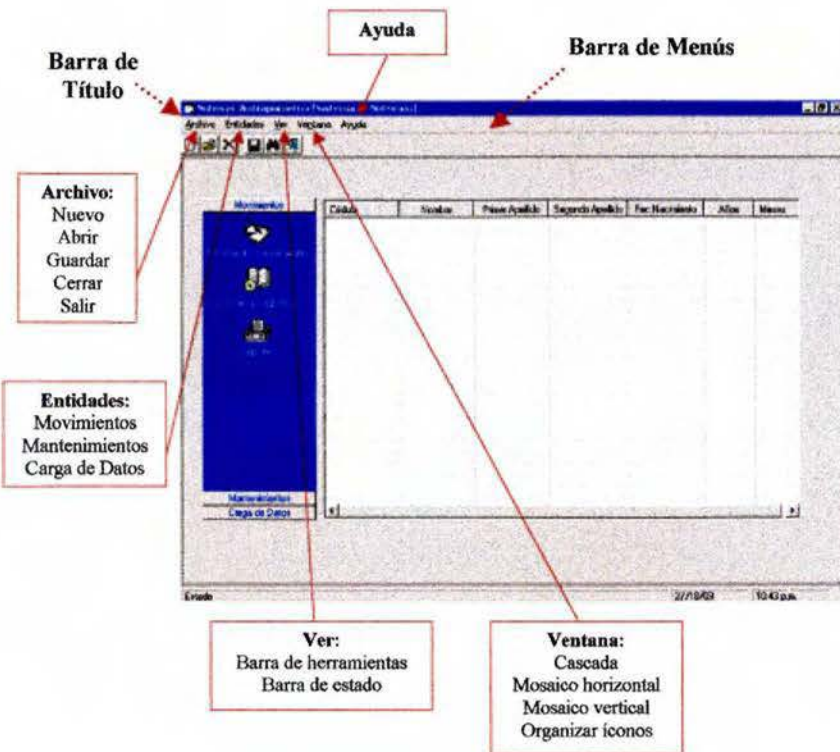 Ayuda
Barra de Menús
Barra de
Título
Archivo Entidades Ver Ventana Ayuda
Archivo:
Nuevo
Abrir
Guardar
Cerrar
Salir
Movimientos
Cédula Nombre Primer Apellido Segundo Apellido Fec. Nacimiento Años Meses
Entidades:
Movimientos
Mantenimientos
Carga de Datos
Mantenimientos
Carga de Datos
Estado 10:43 p.m.
Ver:
Barra de herramientas
Barra de estado
Ventana:
Cascada
Mosaico horizontal
Mosaico vertical
Organizar íconos